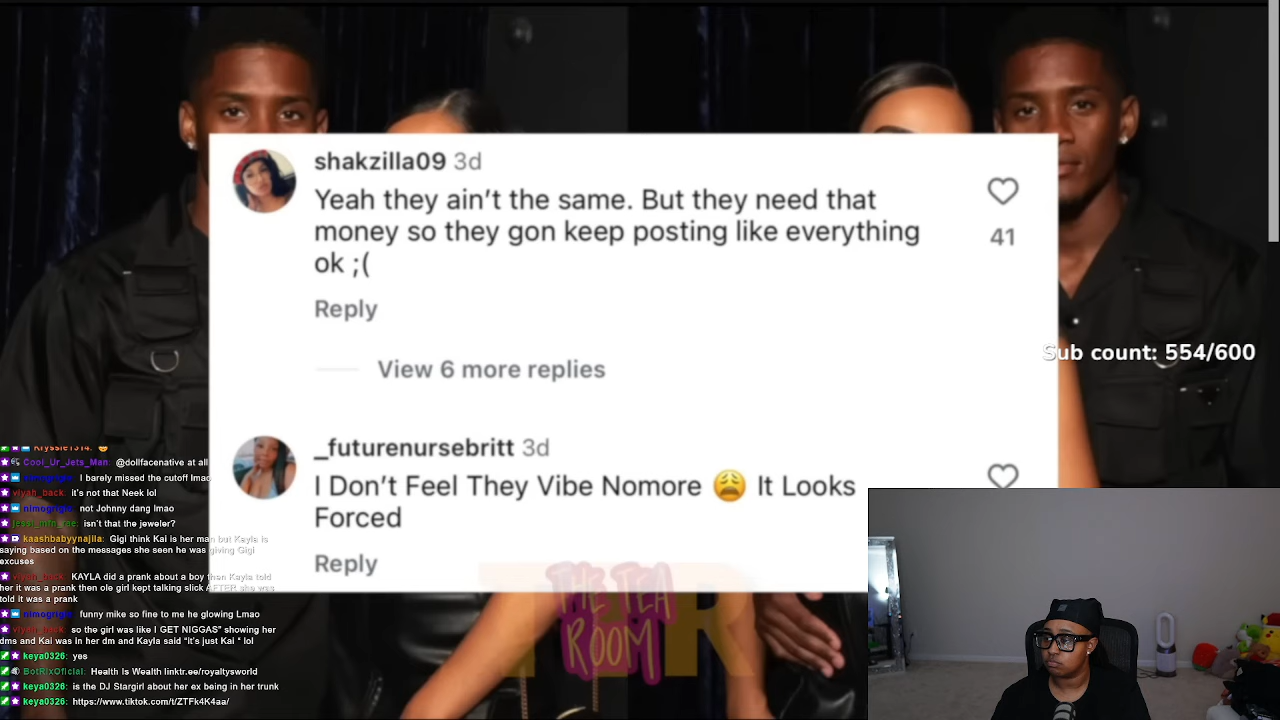 shakzilla09 3d
Yeah they ain't the same. But they need that
money so they gon keep posting like everything
ok ;(
41
Reply
View 6 more replies
_futurenursebritt 3d
I Don't Feel They Vibe Nomore 😩 It Looks
Forced
Reply
Sub count: 554/600
THE TEA
ROOM
Kryssie1314: 
Cool_Ur_Jets_Man: @dollfacenative at all
nimogrigio: I barely missed the cutoff lmao
viyah_back: it's not that Neek lol
nimogrigio: not Johnny dang lmao
isn't that the jeweler?
kaashbabyynajila: Gigi think Kai is her man but Kayla is
saying based on the messages she seen he was giving Gigi
excuses
viyah_back: KAYLA did a prank about a boy then Kayla told
her it was a prank then ole girl kept talking slick AFTER she was
told it was a prank
nimogrigio: funny mike so fine to me he glowing Lmao
viyah_back: so the girl was like I GET NIGGAS" showing her
dms and Kai was in her dm and Kayla said "it's just Kai " lol
keya0326: yes
BotRixOficial: Health Is Wealth linktr.ee/royaltysworld
keya0326: is the DJ Stargirl about her ex being in her trunk
keya0326: https://www.tiktok.com/t/ZTFk4K4aa/